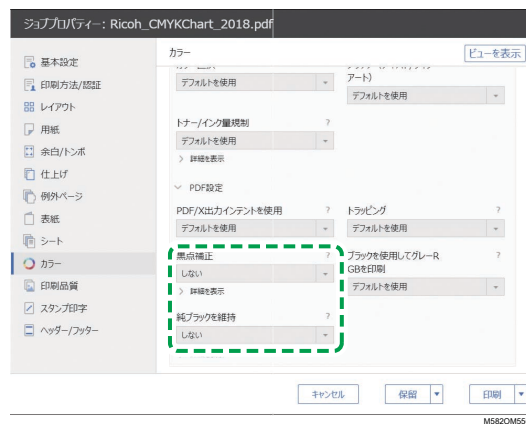 ジョブプロパティー: Ricoh_CMYKChart_2018.pdf
基本設定
印刷方法/認証
レイアウト
用紙
余白/トンボ
仕上げ
例外ページ
表紙
シート
カラー
印刷品質
スタンプ印字
ヘッダー/フッター
カラー
ビューを表示
デフォルトを使用
アート)
デフォルトを使用
トナー/インク量規制 ?
デフォルトを使用
詳細を表示
PDF設定
PDF/X出力インテントを使用 ?
デフォルトを使用
トラッピング ?
デフォルトを使用
黒点補正 ?
しない
詳細を表示
ブラックを使用してグレーR ?
GBを印刷
デフォルトを使用
純ブラックを維持 ?
しない
キャンセル
保留
印刷
M582OM55